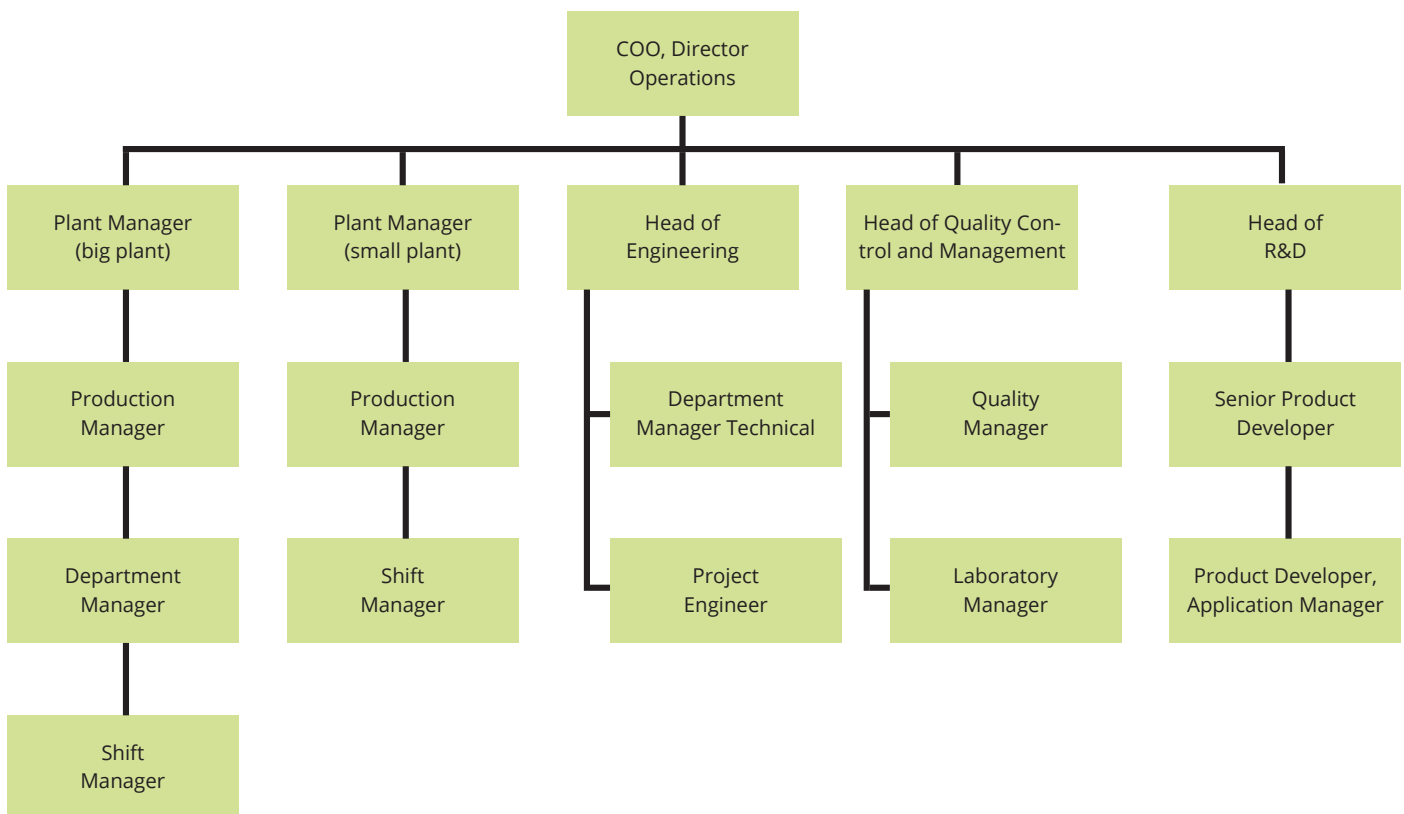 COO, Director
Operations
Plant Manager
(big plant)
Plant Manager
(small plant)
Head of
Engineering
Head of Quality Con-
trol and Management
Head of
R&D
Production
Manager
Production
Manager
Department
Manager Technical
Quality
Manager
Senior Product
Developer
Department
Manager
Shift
Manager
Project
Engineer
Laboratory
Manager
Product Developer,
Application Manager
Shift
Manager